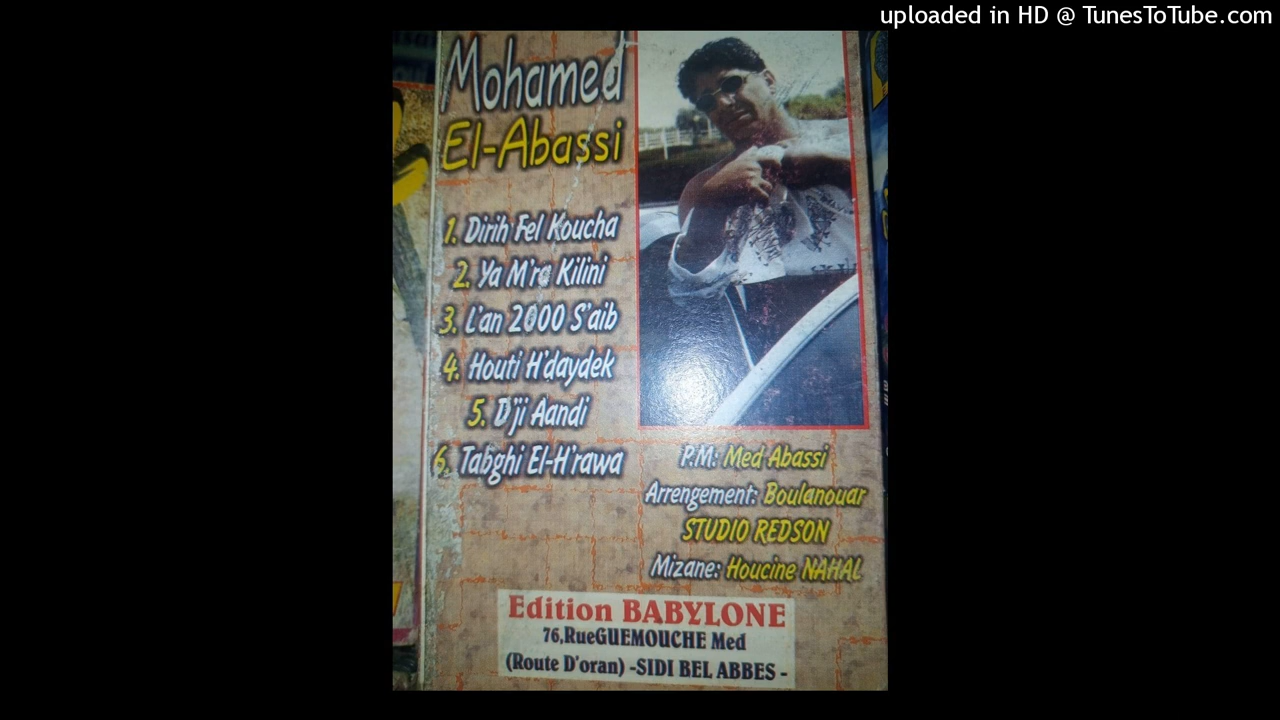 uploaded in HD @ TunesToTube.com
Mohamed
El-Abassi
1. Dirih Fel Koucha
2. Ya M'ra Kilini
3. L'an 2000 S'aib
4. Houti H'daydek
5. D'ji Aandi
6. Tabghi El-H'rawa
P.M: Med Abassi
Arrengement: Boulanouar
STUDIO REDSON
Mizane: Houcine NAHAL
Edition BABYLONE
76,RueGUEMOUCHE Med
(Route D'oran) -SIDI BEL ABBES -